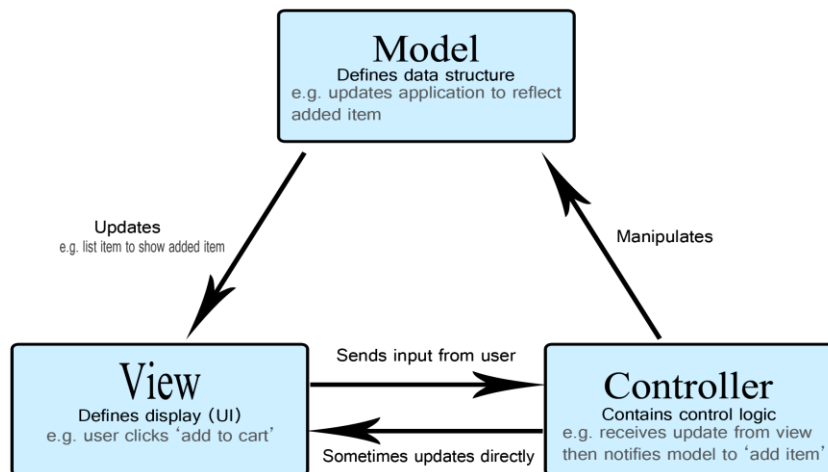 Model
Defines data structure
e.g. updates application to reflect
added item
Updates
e.g. list item to show added item
Manipulates
View
Defines display (UI)
e.g. user clicks ‘add to cart’
Sends input from user
Sometimes updates directly
Controller
Contains control logic
e.g. receives update from view
then notifies model to ‘add item’